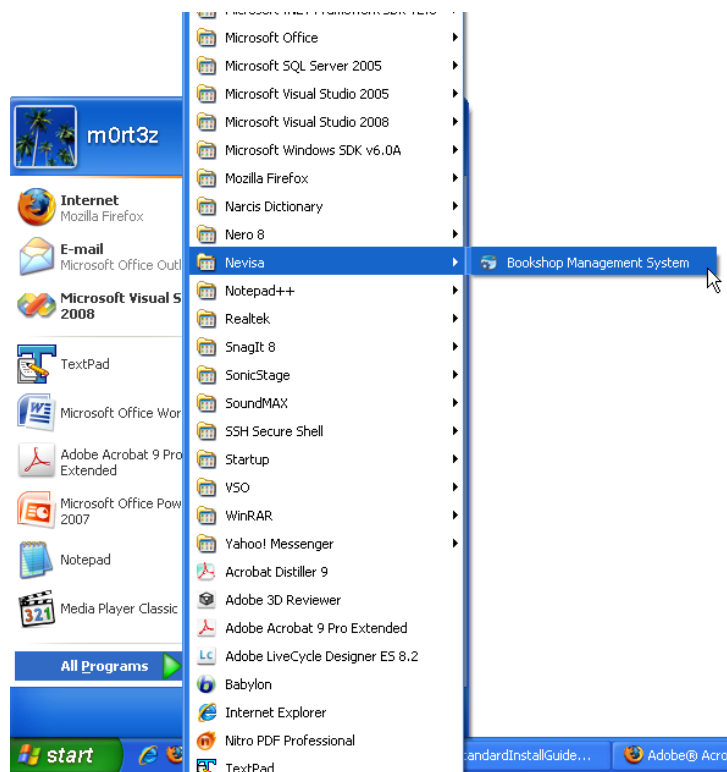 m0rt3z
Internet
Mozilla Firefox
E-mail
Microsoft Office Outl
Microsoft Visual S
2008
TextPad
Microsoft Office Wor
Adobe Acrobat 9 Pro
Extended
Microsoft Office Pow
2007
Notepad
Media Player Classic
All Programs
start
Microsoft Office
Microsoft SQL Server 2005
Microsoft Visual Studio 2005
Microsoft Visual Studio 2008
Microsoft Windows SDK v6.0A
Mozilla Firefox
Narcis Dictionary
Nero 8
Nevisa
Notepad++
Realtek
SnagIt 8
SonicStage
SoundMAX
SSH Secure Shell
Startup
VSO
WinRAR
Yahoo! Messenger
Acrobat Distiller 9
Adobe 3D Reviewer
Adobe Acrobat 9 Pro Extended
Adobe LiveCycle Designer ES 8.2
Babylon
Internet Explorer
Nitro PDF Professional
TextPad
Bookshop Management System
tandardInstallGuide...
Adobe® Acro